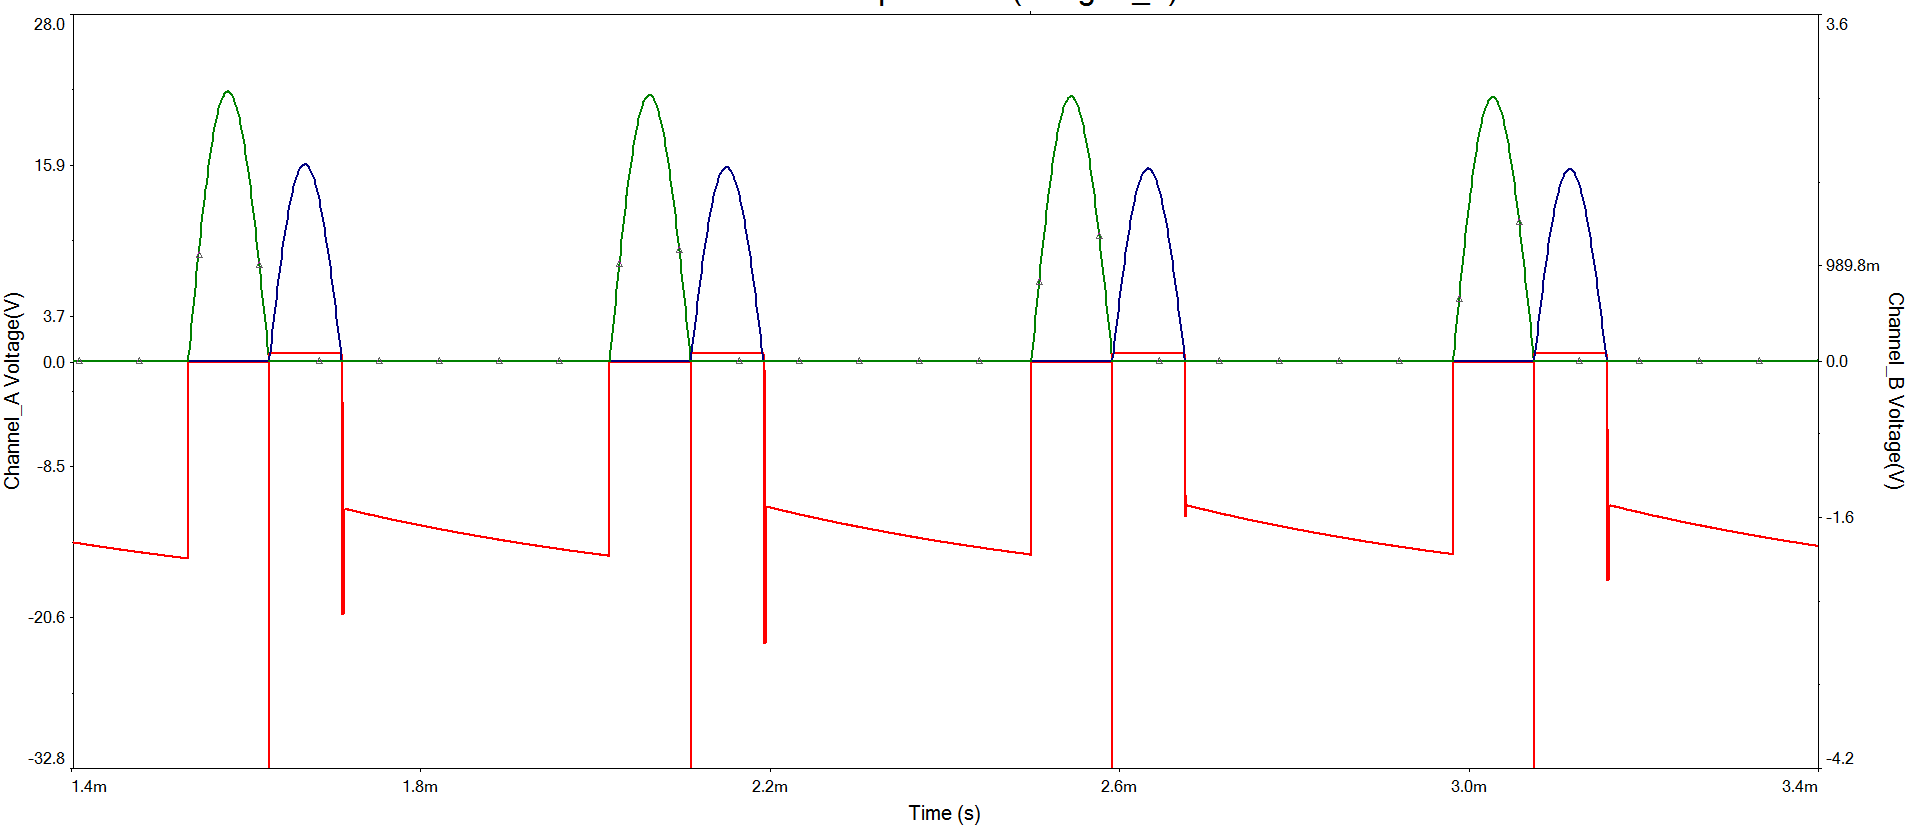 28.0
15.9
3.7
0.0
-8.5
-20.6
-32.8
Channel_A Voltage(V)
3.6
989.8m
0.0
-1.6
-4.2
Channel_B Voltage(V)
1.4m 1.8m 2.2m 2.6m 3.0m 3.4m
Time (s)